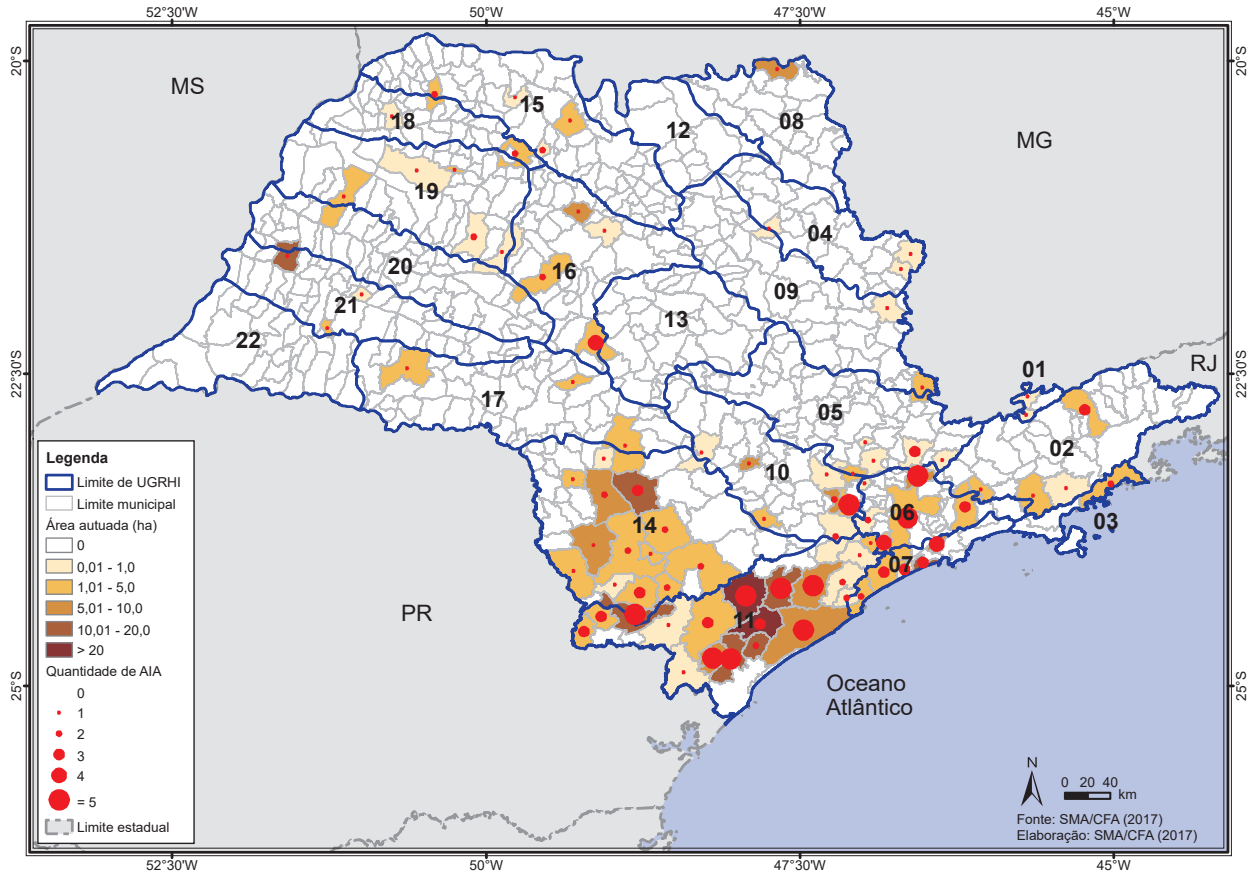 52°30'W
50°W
47°30'W
45°W
20°S
20°S
MS
15
18
12
08
MG
19
04
20
16
09
21
13
22
22°30'S
22°30'S
17
01
RJ
05
02
10
06
03
14
07
11
PR
25°S
25°S
Oceano
Atlântico
Legenda
Limite de UGRHI
Limite municipal
Área autuada (ha)
0
0,01 - 1,0
1,01 - 5,0
5,01 - 10,0
10,01 - 20,0
> 20
Quantidade de AIA
0
1
2
3
4
= 5
Limite estadual
N
0 20 40
km
Fonte: SMA/CFA (2017)
Elaboração: SMA/CFA (2017)
52°30'W
50°W
47°30'W
45°W